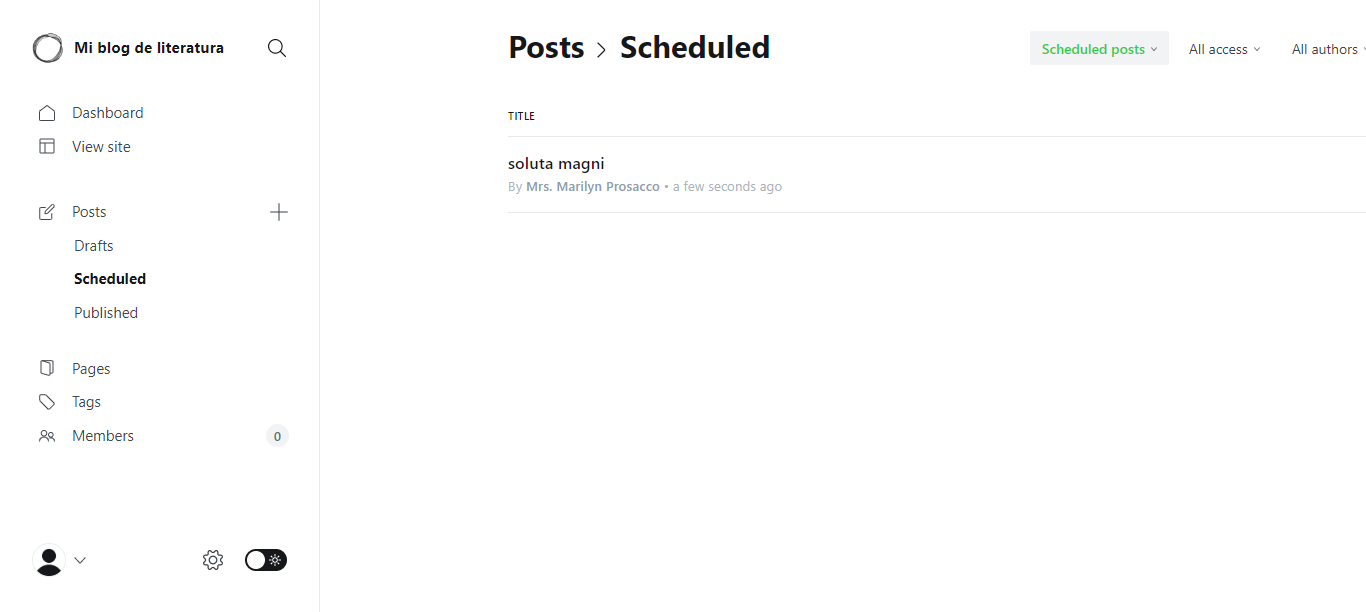 Mi blog de literatura
Dashboard
View site
Posts
Drafts
Scheduled
Published
Pages
Tags
Members 0
Posts > Scheduled
Scheduled posts
All access
All authors
TITLE
soluta magni
By Mrs. Marilyn Prosacco • a few seconds ago